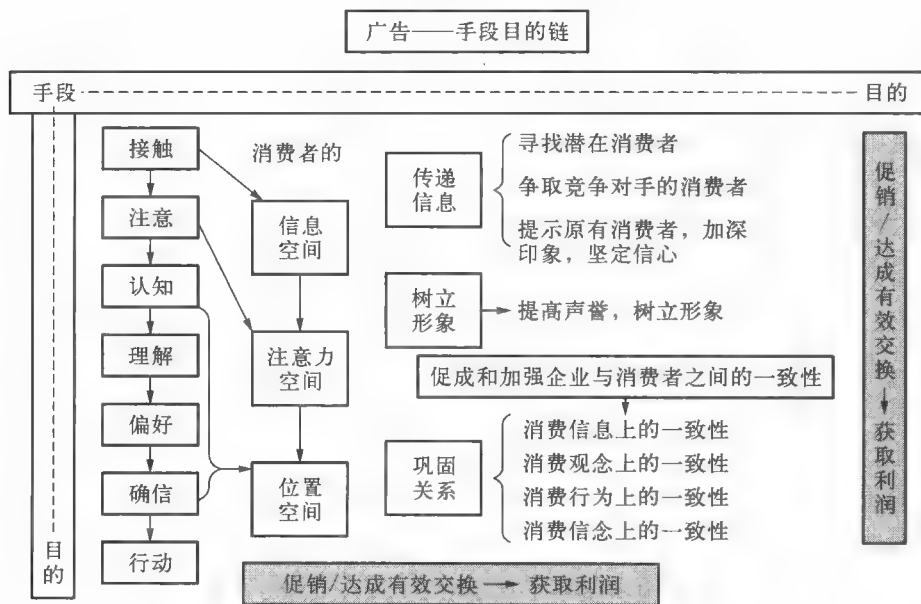 广告——手段目的链
手段
目的
目的
接触
注意
认知
理解
偏好
确信
行动
消费者的
信息
空间
注意力
空间
位置
空间
传递
信息
寻找潜在消费者
争取竞争对手的消费者
提示原有消费者，加深
印象，坚定信心
树立
形象
提高声誉，树立形象
促成和加强企业与消费者之间的一致性
巩固
关系
消费信息上的一致性
消费观念上的一致性
消费行为上的一致性
消费信念上的一致性
促销/达成有效交换→获取利润
促销/达成有效交换→获取利润